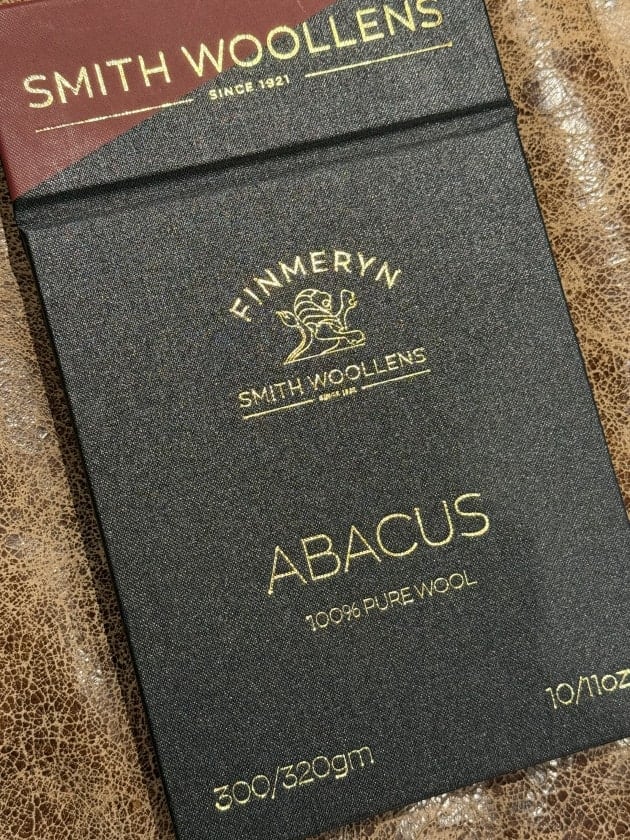 SMITH WOOLLENS
SINCE 1921
FINMERYN
SMITH WOOLLENS
SINCE 1921
ABACUS
100% PURE WOOL
10/11oz
300/320gm